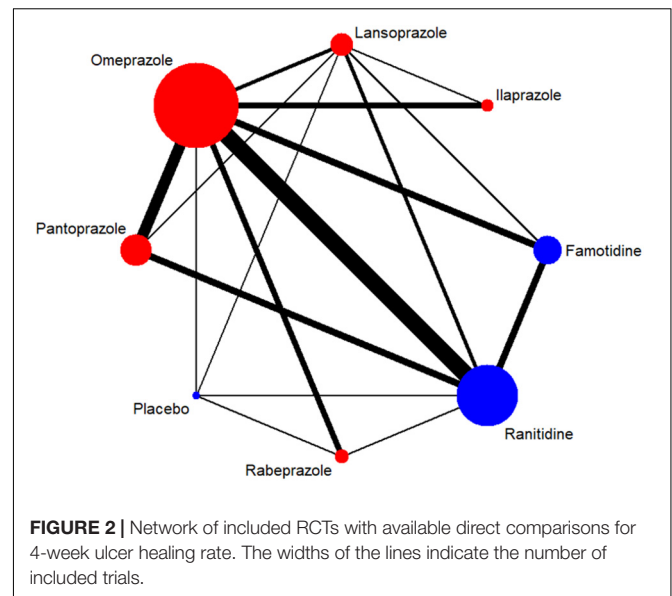 Lansoprazole
Omeprazole
Ilaprazole
Pantoprazole
Famotidine
Placebo
Ranitidine
Rabeprazole
FIGURE 2 | Network of included RCTs with available direct comparisons for
4-week ulcer healing rate. The widths of the lines indicate the number of
included trials.